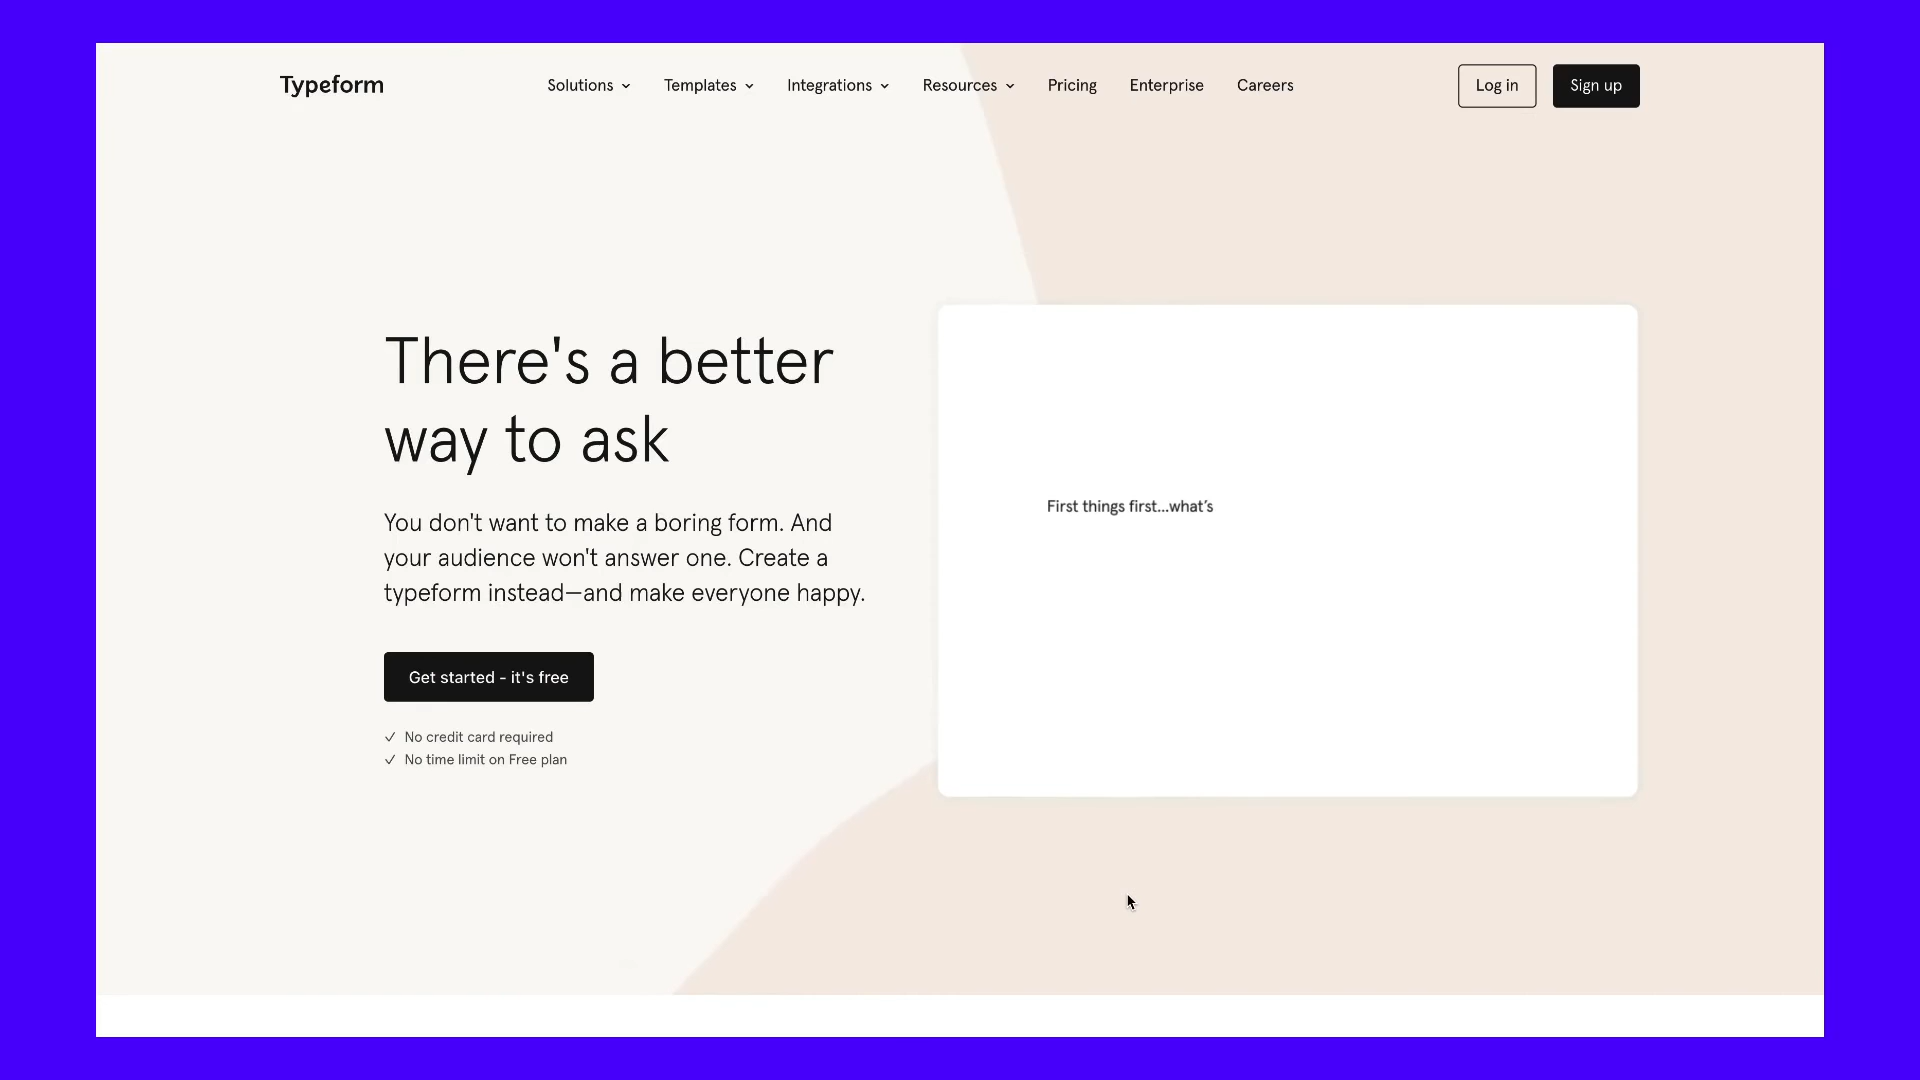 Typeform Solutions Templates Integrations Resources Pricing Enterprise Careers Log in Sign up
There's a better
way to ask
You don't want to make a boring form. And
your audience won't answer one. Create a
typeform instead—and make everyone happy.
Get started - it's free
✓ No credit card required
✓ No time limit on Free plan
First things first...what's